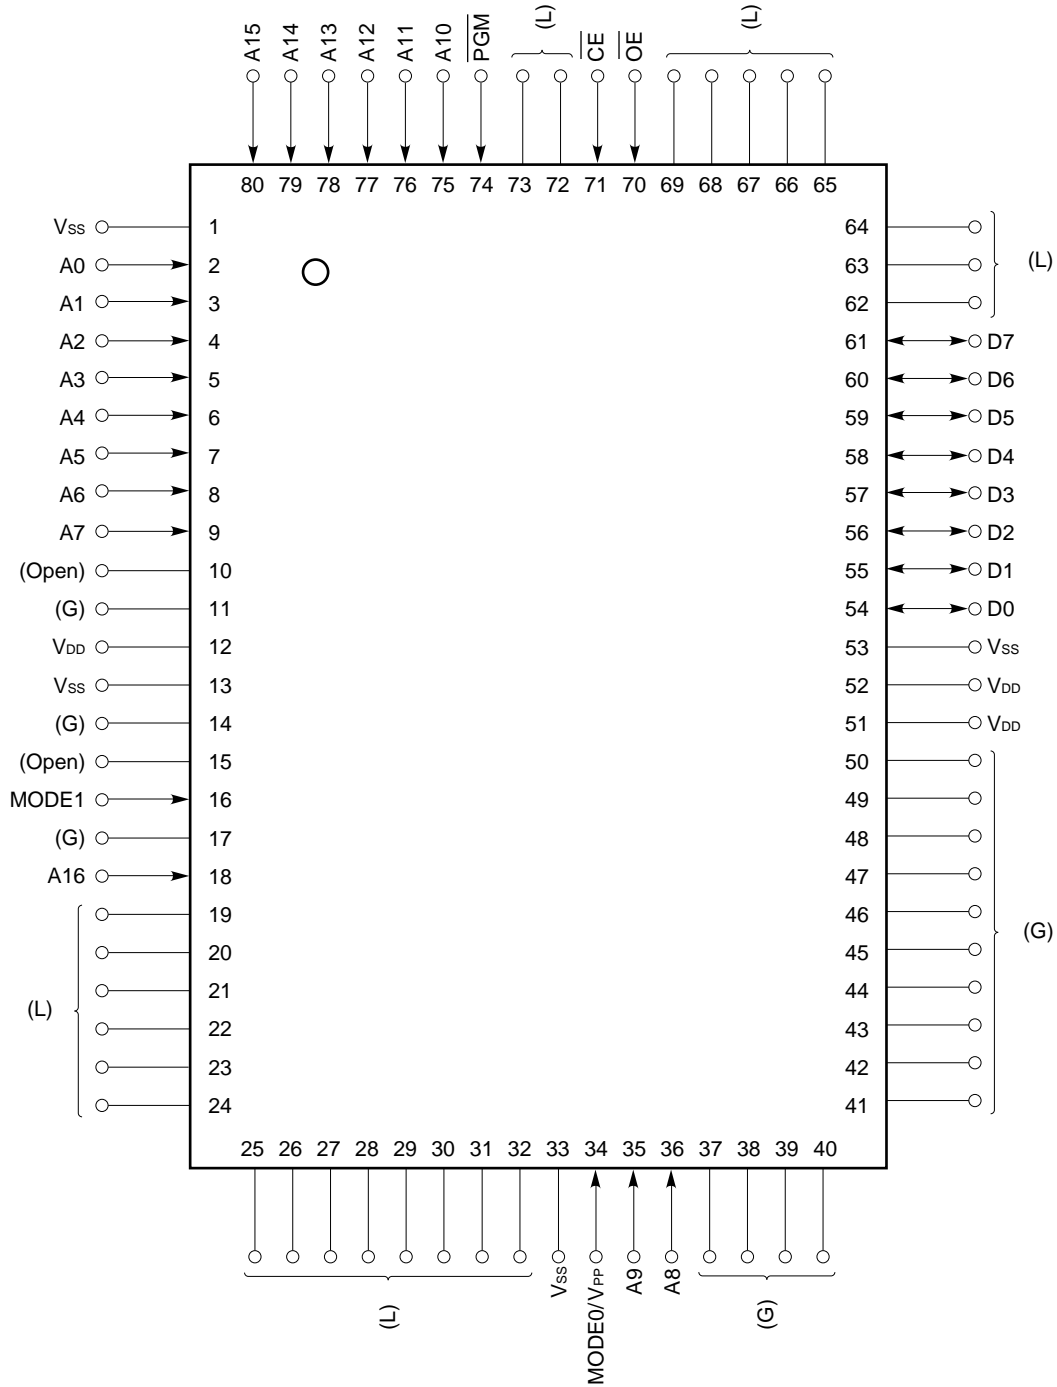 A15 A14 A13 A12 A11 A10 PGM (L) CE OE (L)
80 79 78 77 76 75 74 73 72 71 70 69 68 67 66 65
VSS 1 64
A0 2 63 (L)
A1 3 62
A2 4 61 D7
A3 5 60 D6
A4 6 59 D5
A5 7 58 D4
A6 8 57 D3
A7 9 56 D2
(Open) 10 55 D1
(G) 11 54 D0
VDD 12 53 VSS
VSS 13 52 VDD
(G) 14 51 VDD
(Open) 15 50
MODE1 16 49
(G) 17 48
A16 18 47
19 46 (G)
20 45
(L) 21 44
22 43
23 42
24 41
25 26 27 28 29 30 31 32 33 34 35 36 37 38 39 40
(L) VSS MODE0/VPP A9 A8 (G)